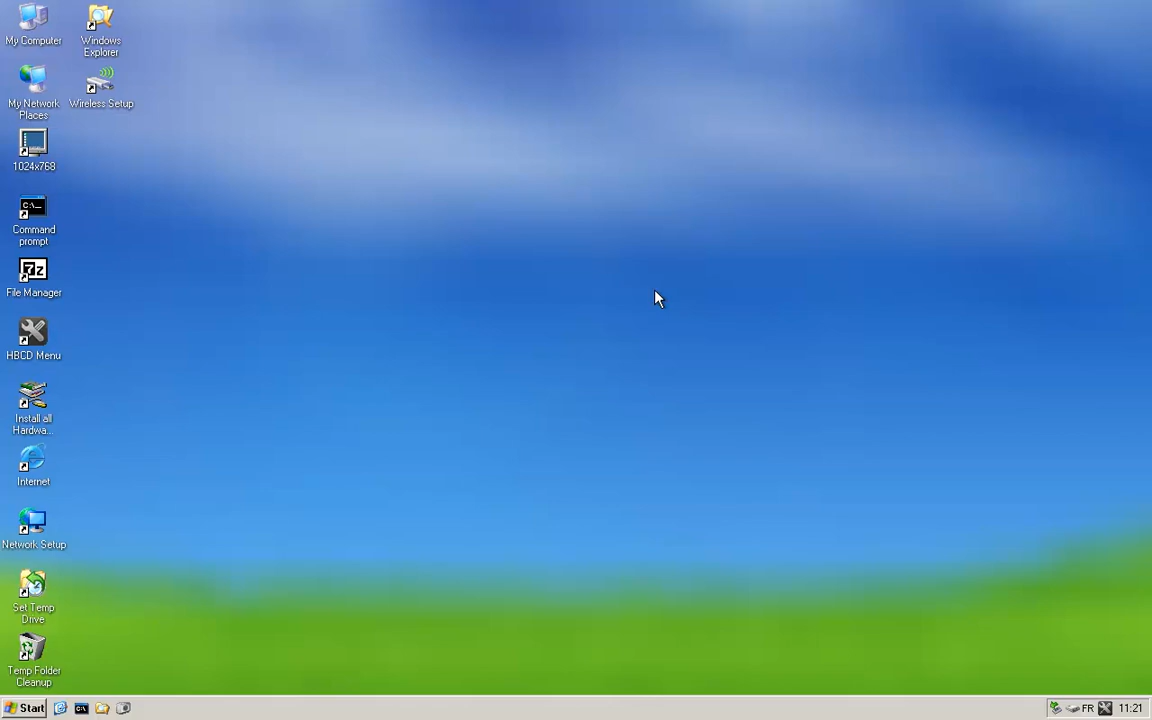 My Computer
Windows
Explorer
My Network
Places
Wireless Setup
1024x768
C:\...
Command
prompt
7z
File Manager
HBCD Menu
Install all
Hardwa...
Internet
Network Setup
Set Temp
Drive
Temp Folder
Cleanup
Start
C:\
FR
11:21